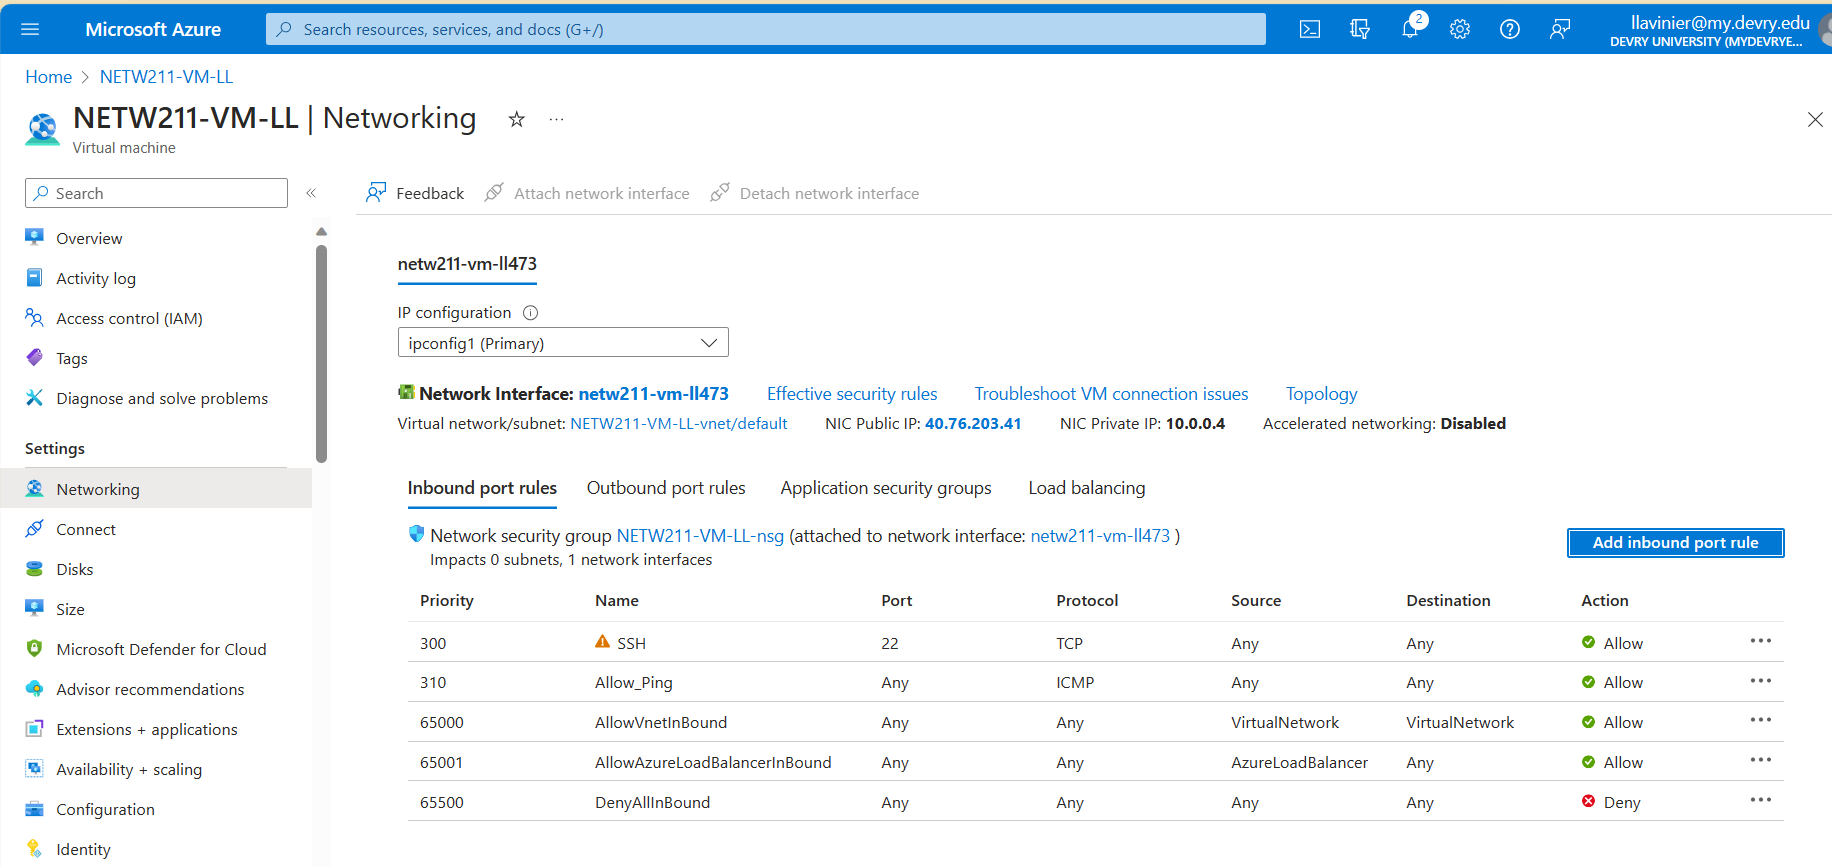 Microsoft Azure
Search resources, services, and docs (G+/)
2
llavinier@my.devry.edu
DEVRY UNIVERSITY (MYDEVRYE...
Home > NETW211-VM-LL
NETW211-VM-LL | Networking
Virtual machine
Search
Overview
Activity log
Access control (IAM)
Tags
Diagnose and solve problems
Settings
Networking
Connect
Disks
Size
Microsoft Defender for Cloud
Advisor recommendations
Extensions + applications
Availability + scaling
Configuration
Identity
Feedback Attach network interface Detach network interface
netw211-vm-ll473
IP configuration
ipconfig1 (Primary)
Network Interface: netw211-vm-ll473 Effective security rules Troubleshoot VM connection issues Topology
Virtual network/subnet: NETW211-VM-LL-vnet/default NIC Public IP: 40.76.203.41 NIC Private IP: 10.0.0.4 Accelerated networking: Disabled
Inbound port rules Outbound port rules Application security groups Load balancing
Network security group NETW211-VM-LL-nsg (attached to network interface: netw211-vm-ll473 )
Impacts 0 subnets, 1 network interfaces
Add inbound port rule
Priority Name Port Protocol Source Destination Action
300 SSH 22 TCP Any Any Allow
310 Allow_Ping Any ICMP Any Any Allow
65000 AllowVnetInBound Any Any VirtualNetwork VirtualNetwork Allow
65001 AllowAzureLoadBalancerInBound Any Any AzureLoadBalancer Any Allow
65500 DenyAllInBound Any Any Any Any Deny